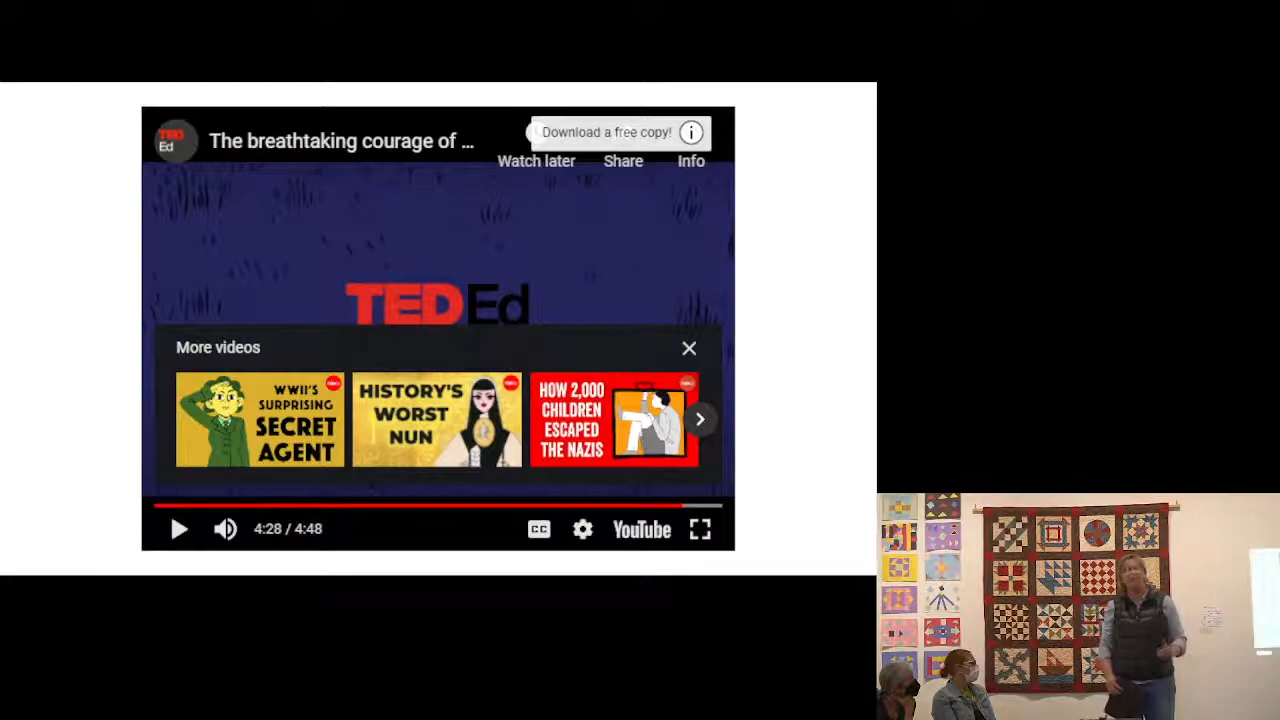 TED
Ed
The breathtaking courage of ...
Download a free copy!
Watch later
Share
Info
TED Ed
More videos
WWII'S
SURPRISING
SECRET
AGENT
HISTORY'S
WORST
NUN
HOW 2,000
CHILDREN
ESCAPED
THE NAZIS
4:28 / 4:48
CC
YouTube